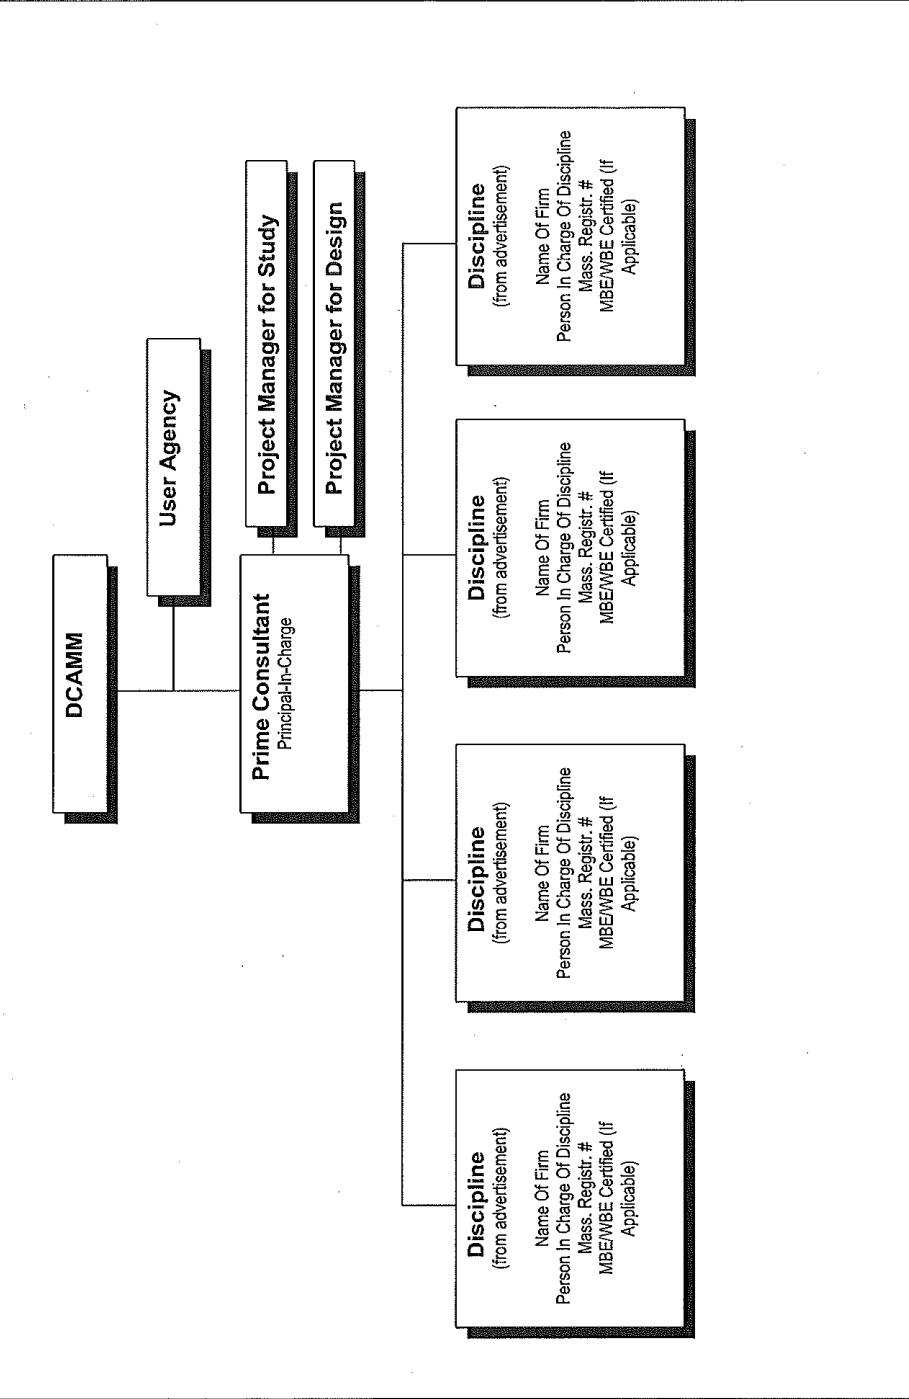 DCAMM
User Agency
Prime Consultant
Principal-In-Charge
Project Manager for Study
Project Manager for Design
Discipline
(from advertisement)
Name Of Firm
Person In Charge Of Discipline
Mass. Registr. #
MBE/WBE Certified (If
Applicable)
Discipline
(from advertisement)
Name Of Firm
Person In Charge Of Discipline
Mass. Registr. #
MBE/WBE Certified (If
Applicable)
Discipline
(from advertisement)
Name Of Firm
Person In Charge Of Discipline
Mass. Registr. #
MBE/WBE Certified (If
Applicable)
Discipline
(from advertisement)
Name Of Firm
Person In Charge Of Discipline
Mass. Registr. #
MBE/WBE Certified (If
Applicable)